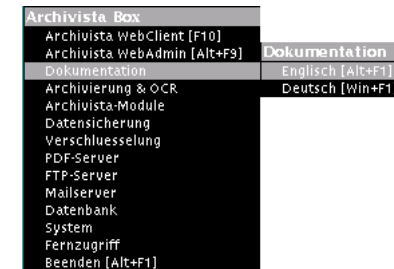 Archivista Box
Archivista WebClient [F10]
Archivista WebAdmin [Alt+F9]
Dokumentation
Archivierung & OCR
Archivista-Module
Datensicherung
Verschluesselung
PDF-Server
FTP-Server
Mailserver
Datenbank
System
Fernzugriff
Beenden [Alt+F1]
Dokumentation
Englisch [Alt+F1]
Deutsch [Win+F1